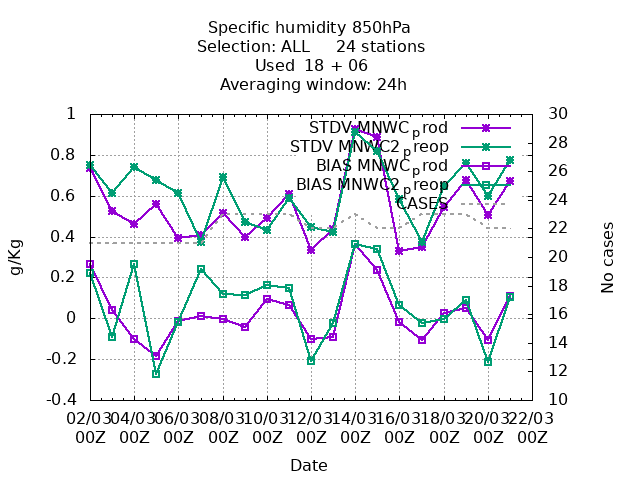 Specific humidity 850hPa
Selection: ALL 24 stations
Used 18 + 06
Averaging window: 24h
STDV MNWC_prod
STDV MNWC2_preop
BIAS MNWC_prod
BIAS MNWC2_preop
CASES
g/Kg
1
0.8
0.6
0.4
0.2
0
-0.2
-0.4
No cases
30
28
26
24
22
20
18
16
14
12
10
02/03 04/03 06/03 08/03 10/03 12/03 14/03 16/03 18/03 20/03 22/03
00Z 00Z 00Z 00Z 00Z 00Z 00Z 00Z 00Z 00Z 00Z
Date